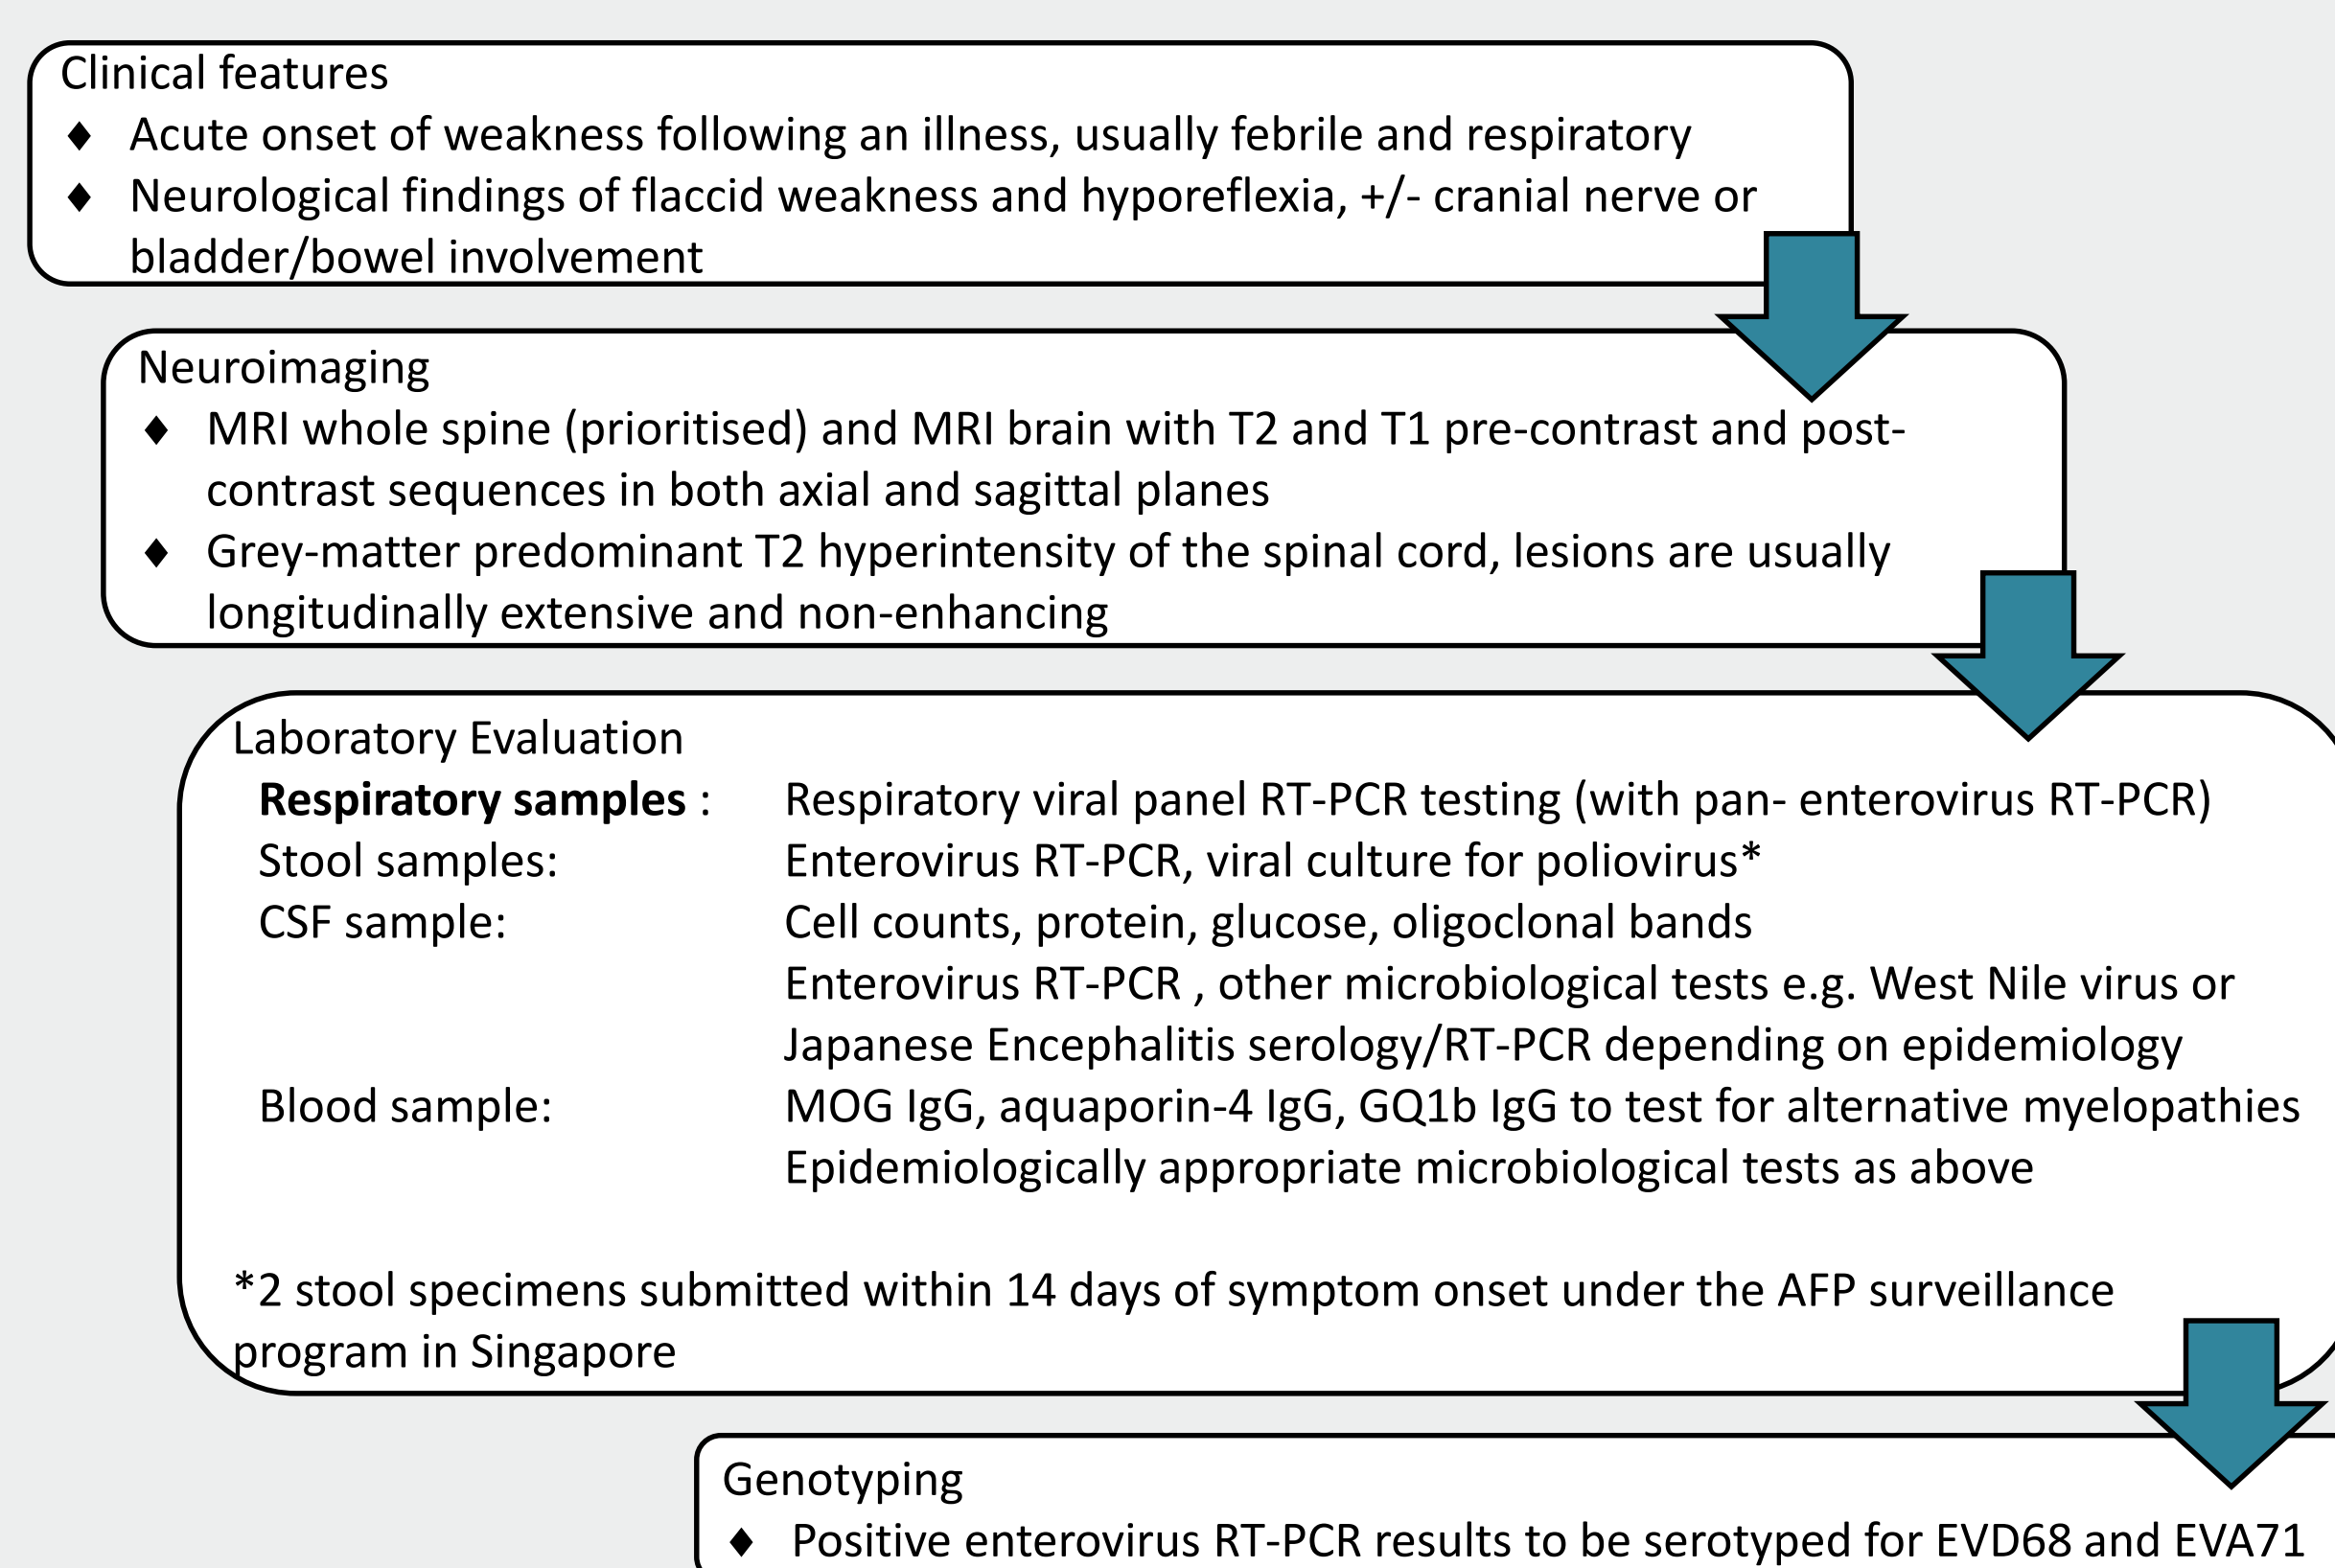 Clinical features
♦ Acute onset of weakness following an illness, usually febrile and respiratory
♦ Neurological findings of flaccid weakness and hyporeflexia, +/- cranial nerve or
bladder/bowel involvement
Neuroimaging
♦ MRI whole spine (prioritised) and MRI brain with T2 and T1 pre-contrast and post-
contrast sequences in both axial and sagittal planes
♦ Grey-matter predominant T2 hyperintensity of the spinal cord, lesions are usually
longitudinally extensive and non-enhancing
Laboratory Evaluation
Respiratory samples : Respiratory viral panel RT-PCR testing (with pan- enterovirus RT-PCR)
Stool samples: Enterovirus RT-PCR, viral culture for poliovirus*
CSF sample: Cell counts, protein, glucose, oligoclonal bands
Enterovirus RT-PCR , other microbiological tests e.g. West Nile virus or
Japanese Encephalitis serology/RT-PCR depending on epidemiology
Blood sample: MOG IgG, aquaporin-4 IgG, GQ1b IgG to test for alternative myelopathies
Epidemiologically appropriate microbiological tests as above
*2 stool specimens submitted within 14 days of symptom onset under the AFP surveillance
program in Singapore
Genotyping
♦ Positive enterovirus RT-PCR results to be serotyped for EVD68 and EVA71